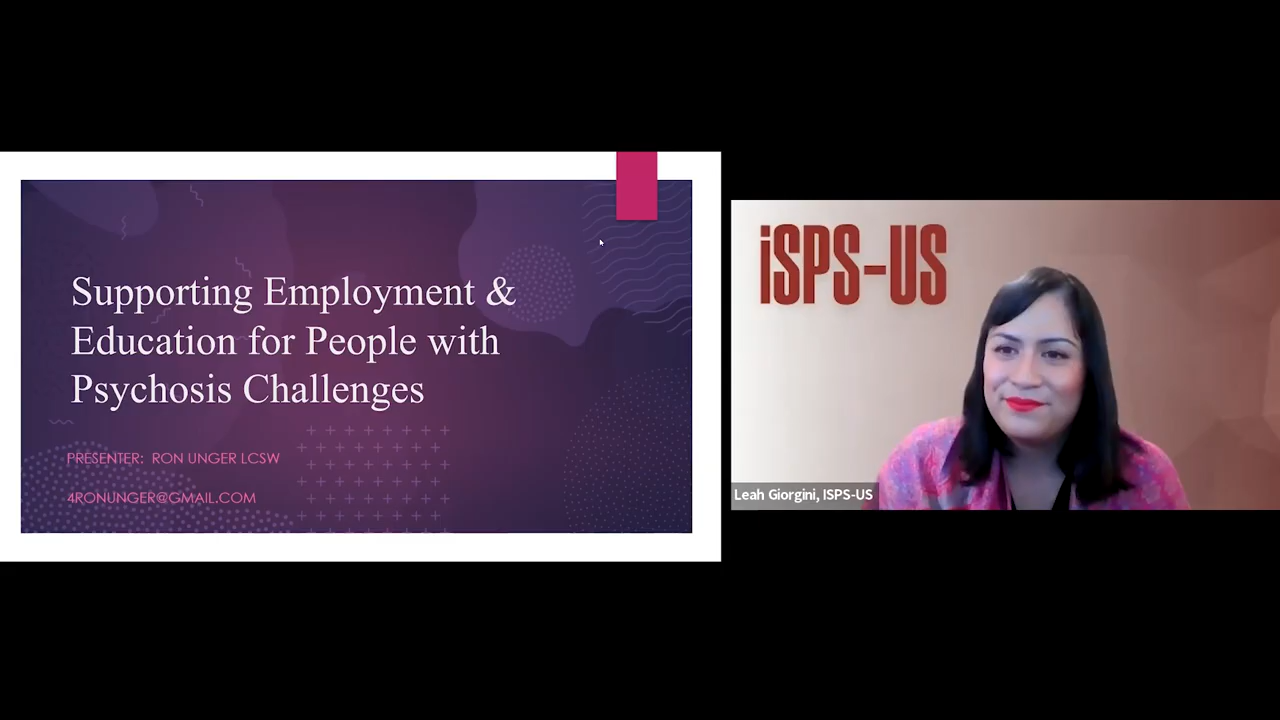 Supporting Employment &
Education for People with
Psychosis Challenges
PRESENTER: RON UNGER LCSW
4RONUNGER@GMAIL.COM
iSPS-US
Leah Giorgini, ISPS-US